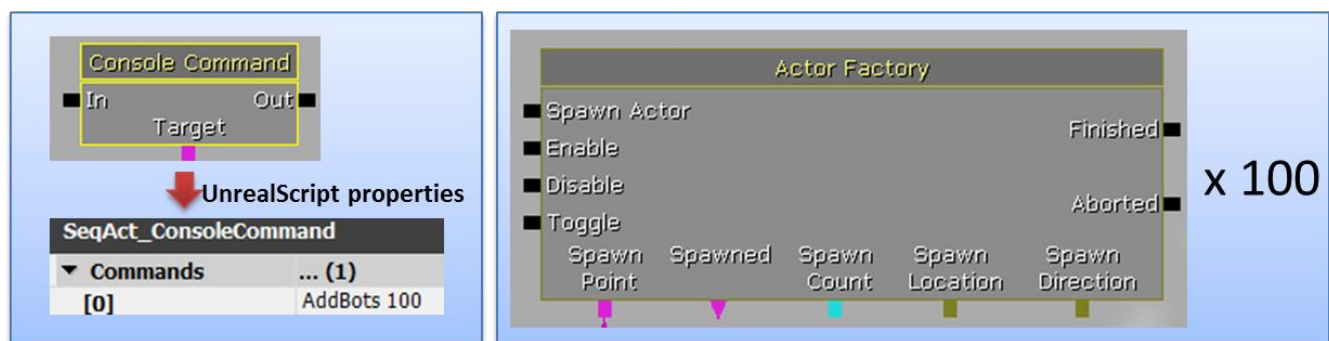 Console Command
In Out
Target
UnrealScript properties
SeqAct_ConsoleCommand
Commands ... (1)
[0] AddBots 100
Actor Factory
Spawn Actor
Finished
Enable
Disable
Aborted
Toggle
Spawn Spawned Spawn Spawn Spawn
Point Count Location Direction
x 100